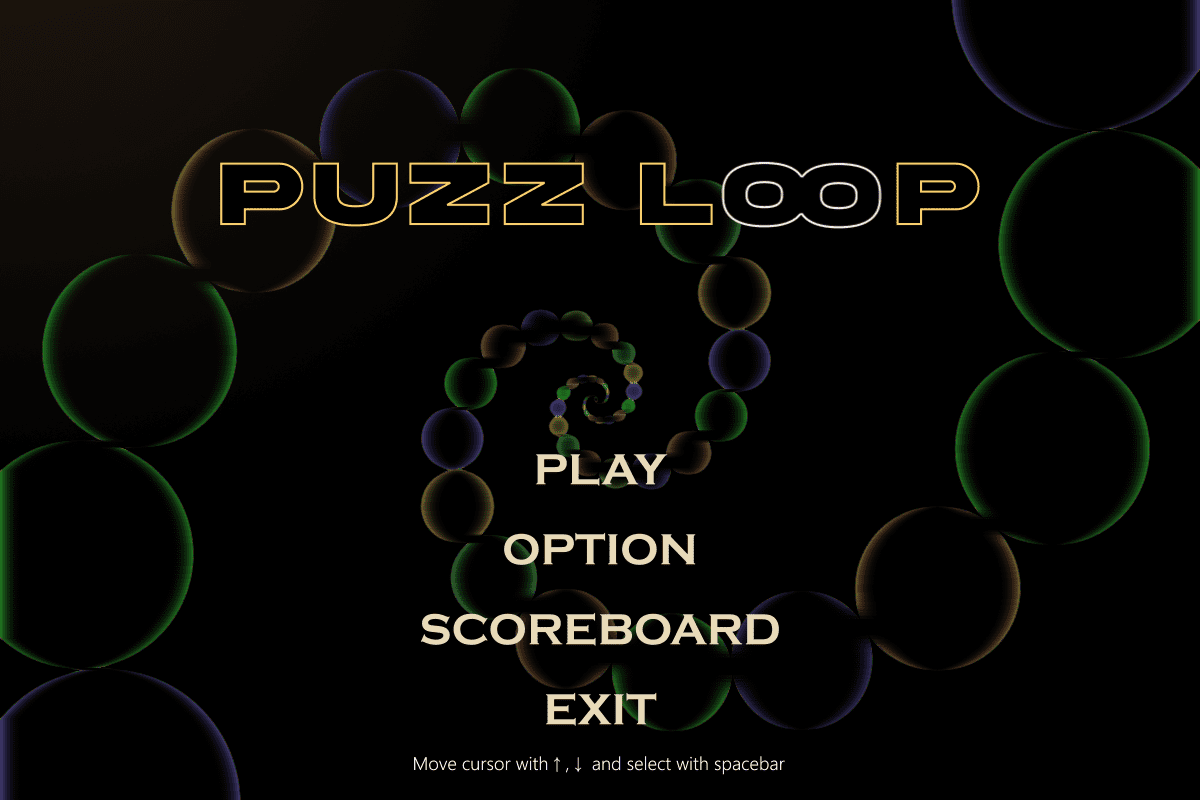 PUZZ LOOP
PLAY
OPTION
SCOREBOARD
EXIT
Move cursor with ↑ , ↓ and select with spacebar